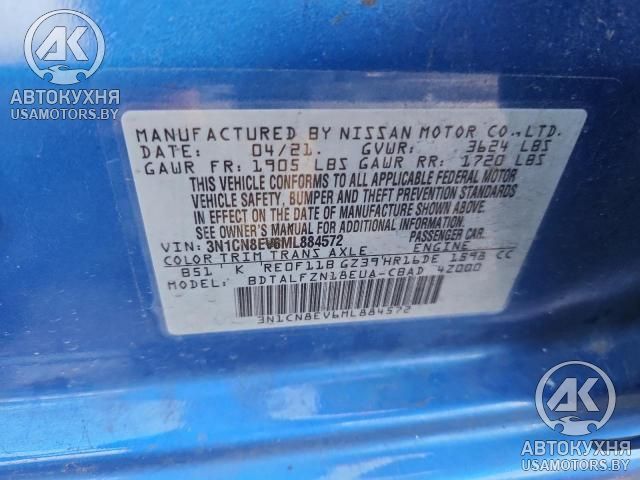 AK
АВТОКУХНЯ
USAMOTORS.BY
MANUFACTURED BY NISSAN MOTOR CO.,LTD.
DATE: 04/21. GVWR: 3624 LBS
GAWR FR: 1905 LBS GAWR RR: 1720 LBS
THIS VEHICLE CONFORMS TO ALL APPLICABLE FEDERAL MOTOR
VEHICLE SAFETY, BUMPER AND THEFT PREVENTION STANDARDS
IN EFFECT ON THE DATE OF MANUFACTURE SHOWN ABOVE.
SEE OWNER'S MANUAL FOR ADDITIONAL INFORMATION.
VIN: 3N1CN8EV6ML884572 PASSENGER CAR.
COLOR TRIM TRANS AXLE ENGINE
B51 K RE0F11B GZ39 HR16DE 1598 CC
MODEL: BDTALFZN18EUA-CBAD 4Z000
3N1CN8EV6ML884572
AK
АВТОКУХНЯ
USAMOTORS.BY